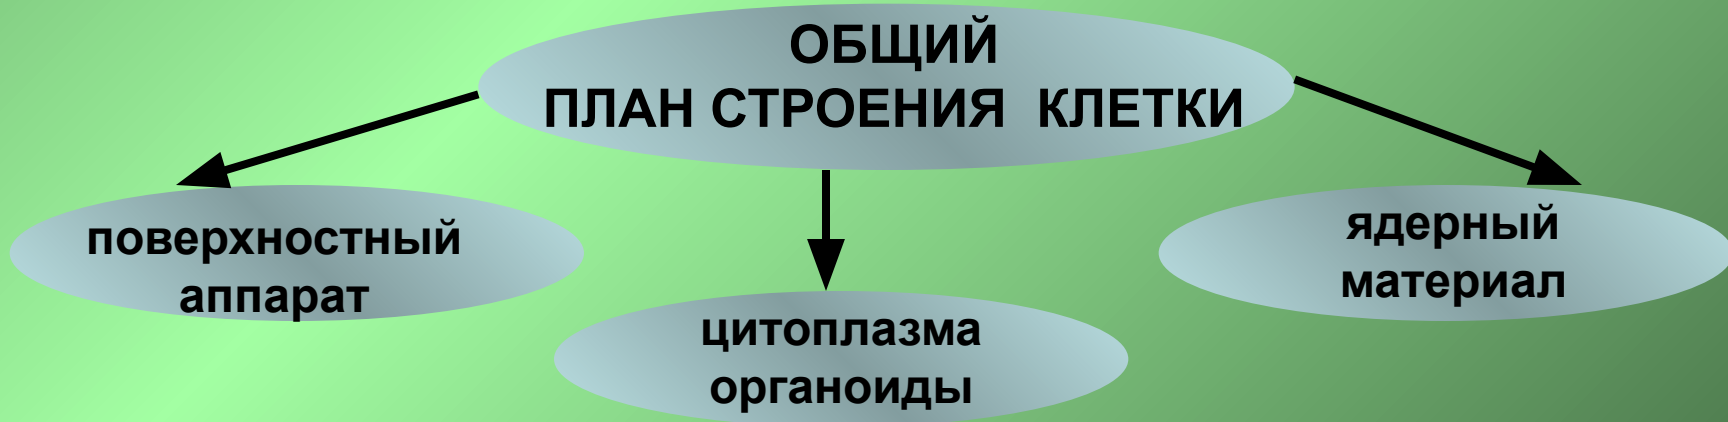 ОБЩИЙ
ПЛАН СТРОЕНИЯ КЛЕТКИ
поверхностный
аппарат
цитоплазма
органоиды
ядерный
материал